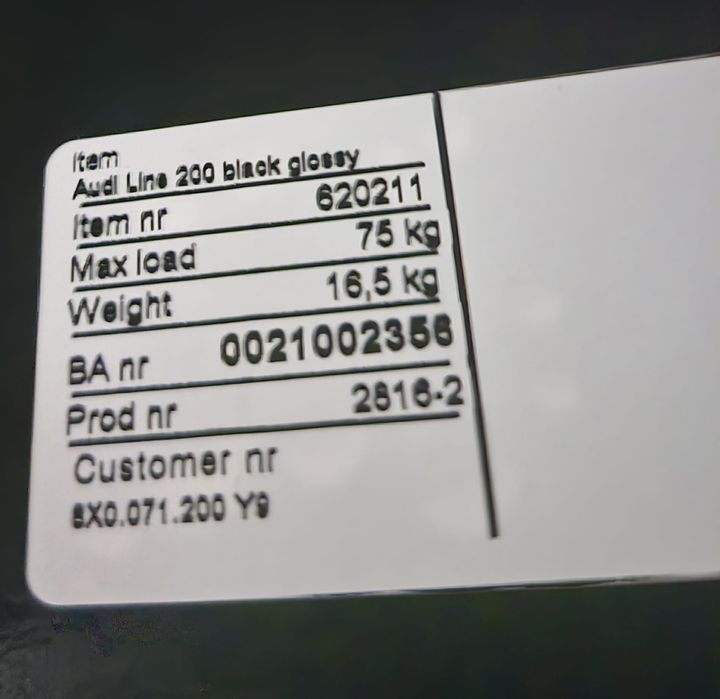 Item
Audi Line 200 black glossy
Item nr 620211
Max load 75 kg
Weight 16,5 kg
BA nr 0021002356
Prod nr 2816-2
Customer nr
8X0.071.200 Y9